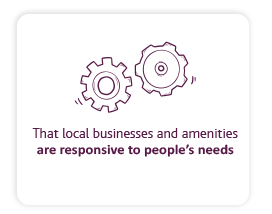 That local businesses and amenities
are responsive to people's needs